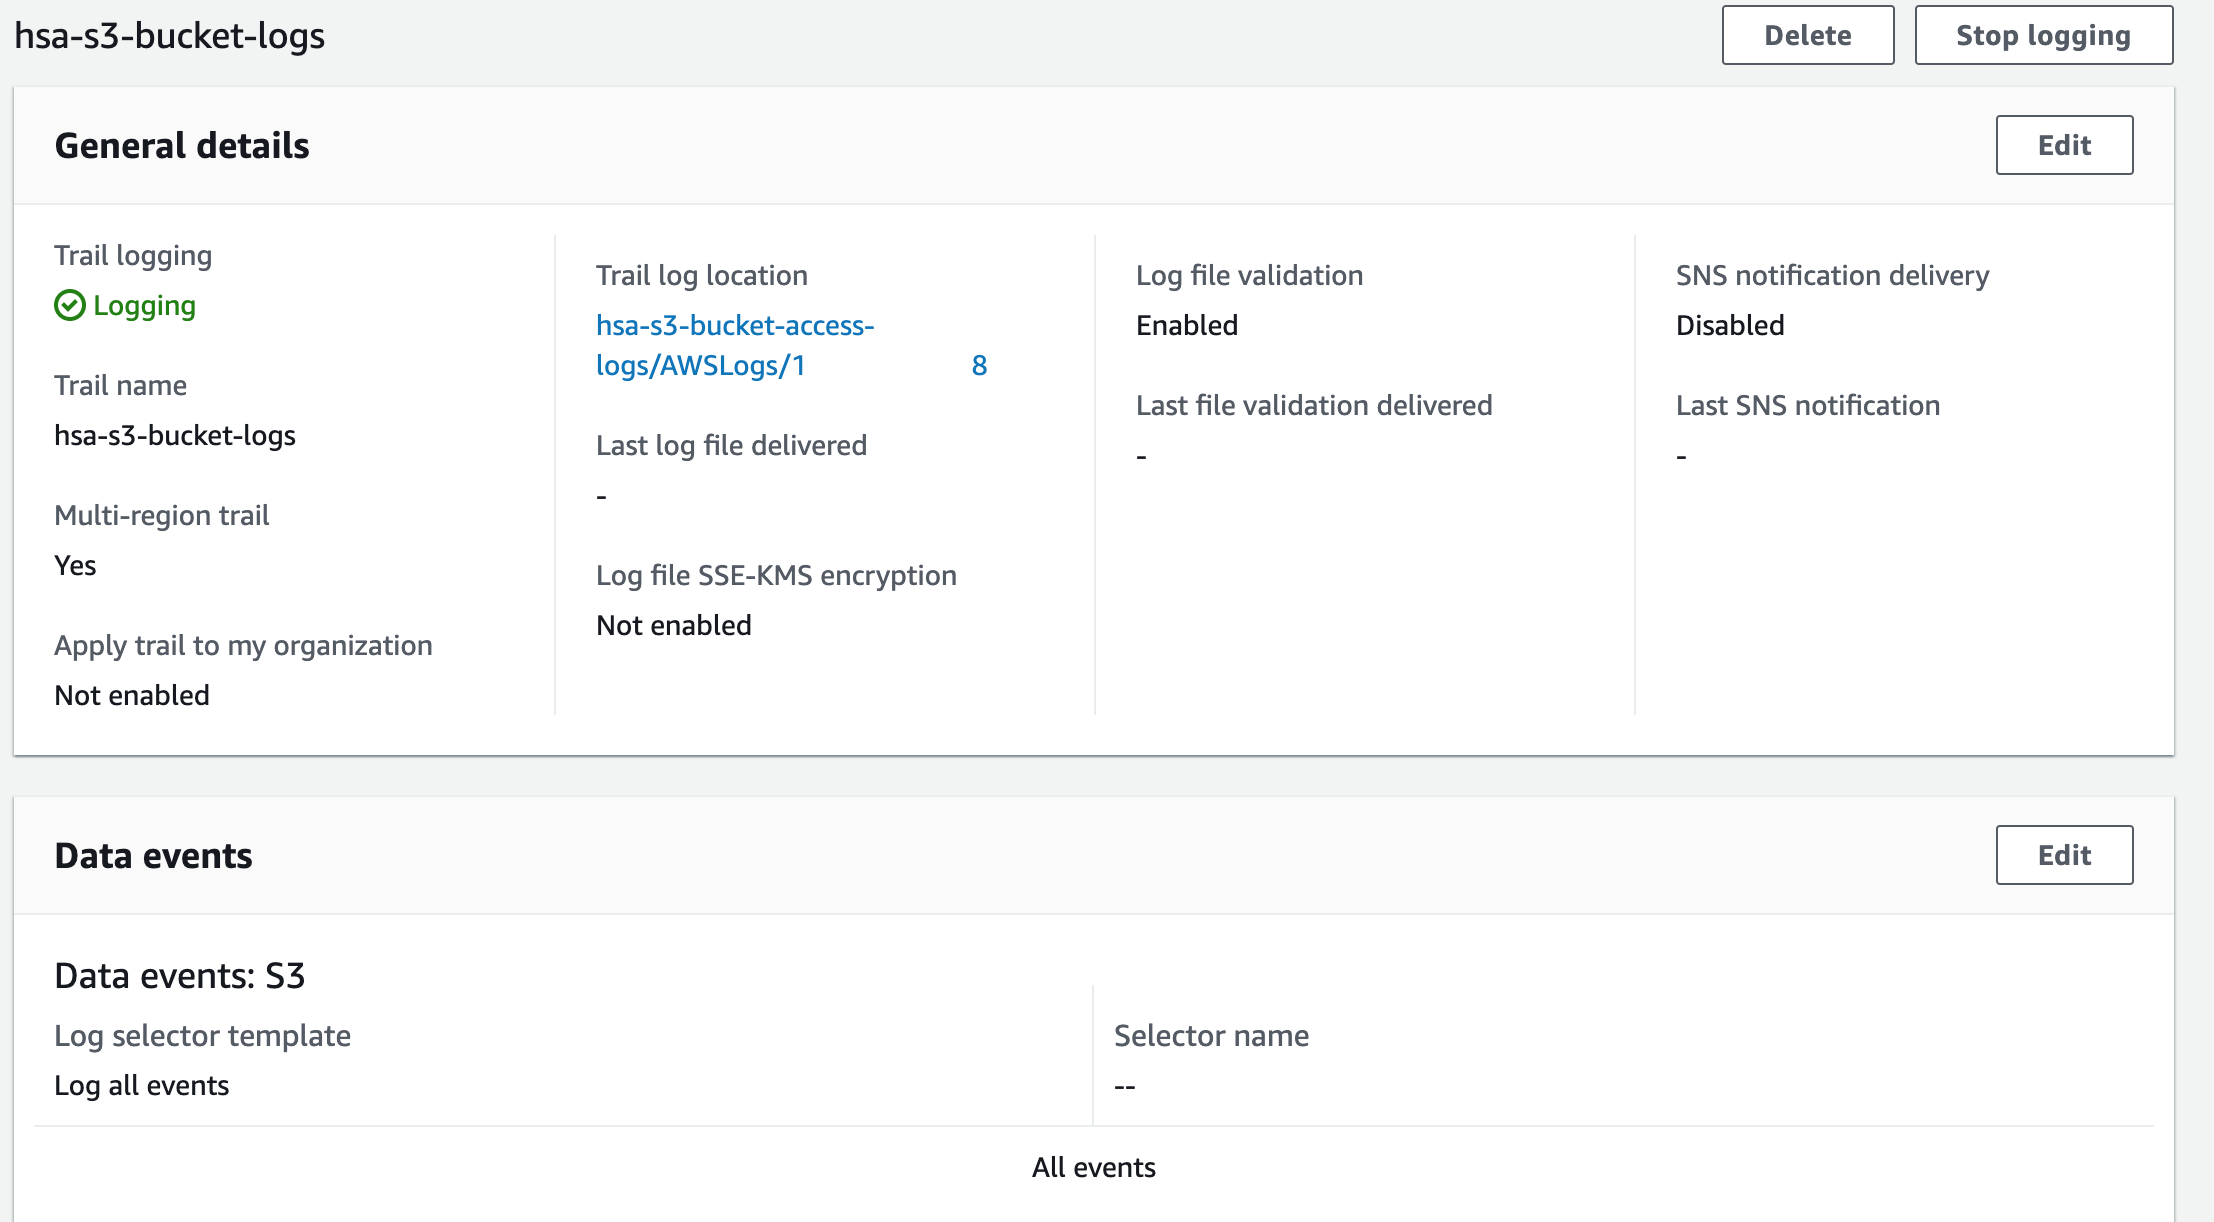 hsa-s3-bucket-logs
Delete
Stop logging
General details
Edit
Trail logging
Logging
Trail name
hsa-s3-bucket-logs
Multi-region trail
Yes
Apply trail to my organization
Not enabled
Trail log location
hsa-s3-bucket-access-
logs/AWSLogs/1 8
Last log file delivered
-
Log file SSE-KMS encryption
Not enabled
Log file validation
Enabled
Last file validation delivered
-
SNS notification delivery
Disabled
Last SNS notification
-
Data events
Edit
Data events: S3
Log selector template
Log all events
Selector name
--
All events